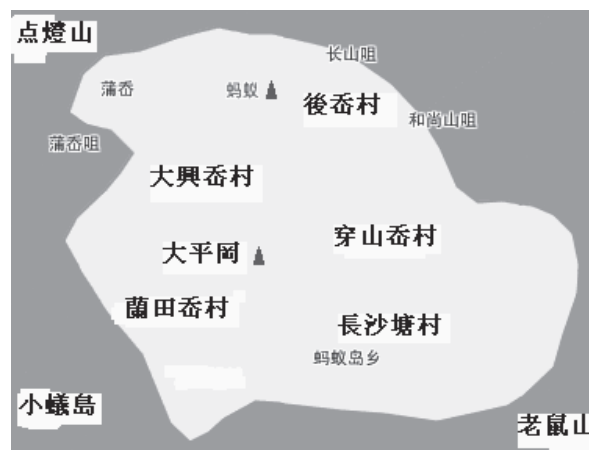 点燈山
长山咀
蒲岙
蚂蚁
後岙村
和尚山咀
蒲岙咀
大興岙村
穿山岙村
大平岡
蘭田岙村
長沙塘村
蚂蚁岛乡
小蟻島
老鼠山